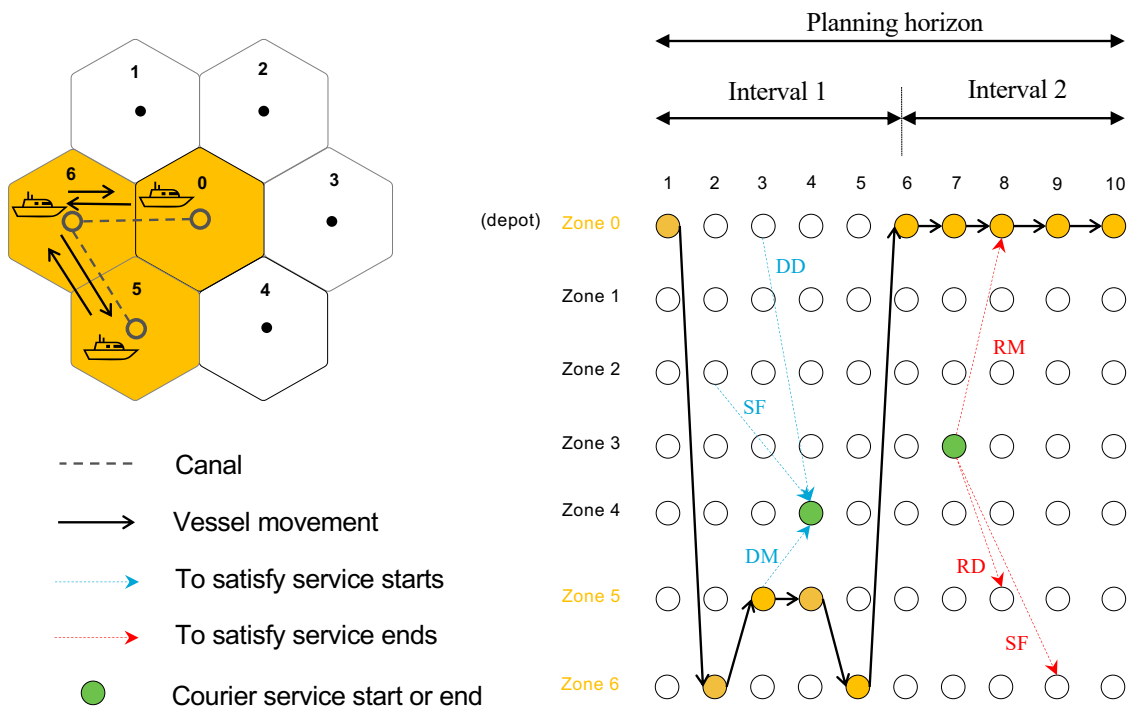 1
2
6
0
3
5
4
Canal
Vessel movement
To satisfy service starts
To satisfy service ends
Courier service start or end
Planning horizon
Interval 1
Interval 2
1 2 3 4 5 6 7 8 9 10
(depot) Zone 0
DD
Zone 1
RM
Zone 2
SF
Zone 3
Zone 4
DM
RD
Zone 5
SF
Zone 6